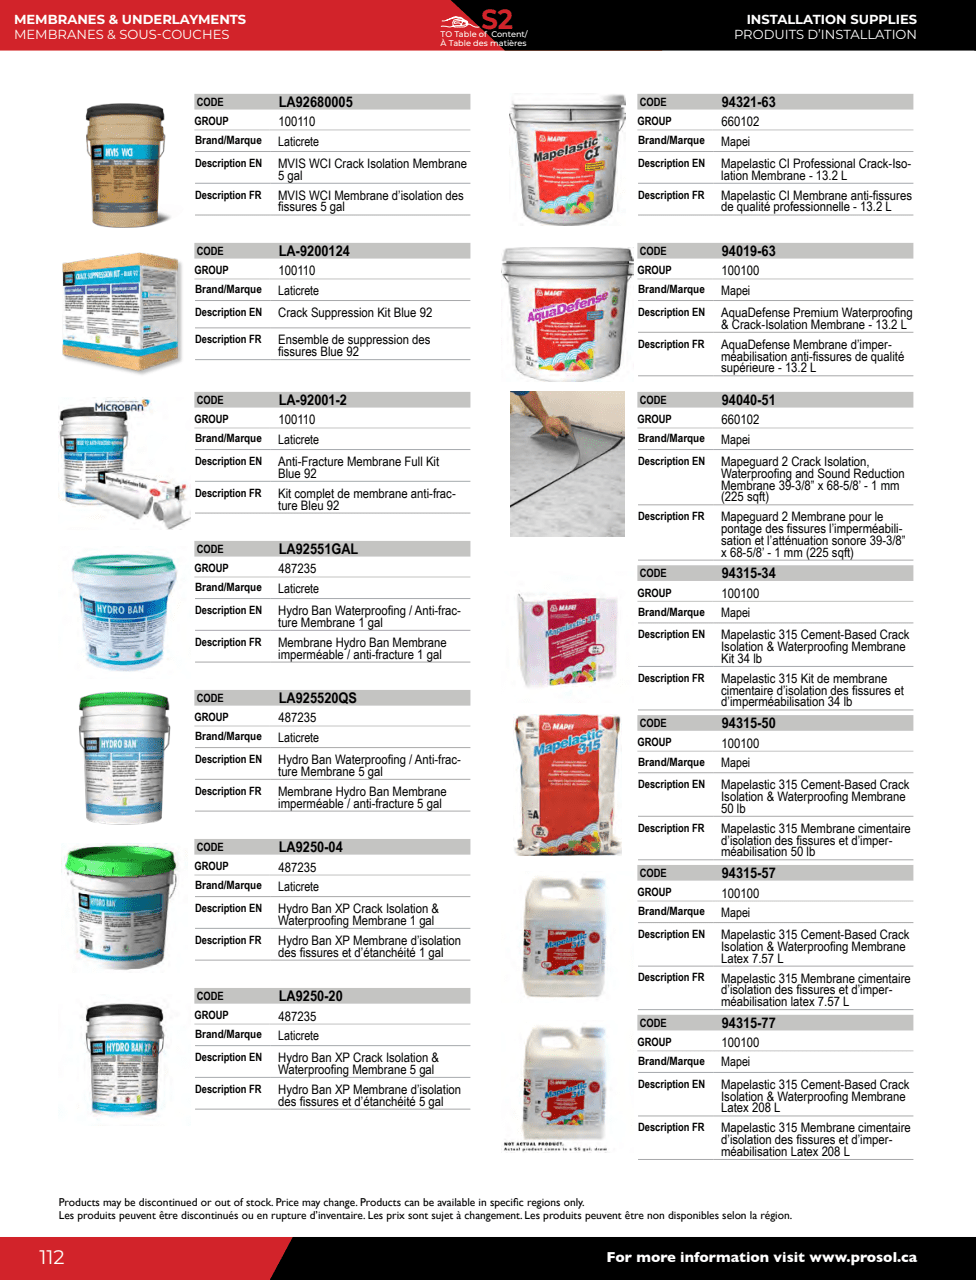 MEMBRANES & UNDERLAYMENTS
MEMBRANES & SOUS-COUCHES
S2
TO Table of Content/
À Table des matières
INSTALLATION SUPPLIES
PRODUITS D'INSTALLATION
CODE LA92680005
GROUP 100110
Brand/Marque Laticrete
Description EN MVIS WCI Crack Isolation Membrane
5 gal
Description FR MVIS WCI Membrane d'isolation des
fissures 5 gal
CODE LA-9200124
GROUP 100110
Brand/Marque Laticrete
Description EN Crack Suppression Kit Blue 92
Description FR Ensemble de suppression des
fissures Blue 92
CODE LA-92001-2
GROUP 100110
Brand/Marque Laticrete
Description EN Anti-Fracture Membrane Full Kit
Blue 92
Description FR Kit complet de membrane anti-frac-
ture Bleu 92
CODE LA92551GAL
GROUP 487235
Brand/Marque Laticrete
Description EN Hydro Ban Waterproofing / Anti-frac-
ture Membrane 1 gal
Description FR Membrane Hydro Ban Membrane
imperméable / anti-fracture 1 gal
CODE LA925520QS
GROUP 487235
Brand/Marque Laticrete
Description EN Hydro Ban Waterproofing / Anti-frac-
ture Membrane 5 gal
Description FR Membrane Hydro Ban Membrane
imperméable / anti-fracture 5 gal
CODE LA9250-04
GROUP 487235
Brand/Marque Laticrete
Description EN Hydro Ban XP Crack Isolation &
Waterproofing Membrane 1 gal
Description FR Hydro Ban XP Membrane d'isolation
des fissures et d'étanchéité 1 gal
CODE LA9250-20
GROUP 487235
Brand/Marque Laticrete
Description EN Hydro Ban XP Crack Isolation &
Waterproofing Membrane 5 gal
Description FR Hydro Ban XP Membrane d'isolation
des fissures et d'étanchéité 5 gal
MVIS WCI
CRACK SUPPRESSION KIT - BLUE 92
MICROBAN
HYDRO BAN
HYDRO BAN
HYDRO BAN
HYDRO BAN XP
CODE 94321-63
GROUP 660102
Brand/Marque Mapei
Description EN Mapelastic CI Professional Crack-Iso-
lation Membrane - 13.2 L
Description FR Mapelastic CI Membrane anti-fissures
de qualité professionnelle - 13.2 L
CODE 94019-63
GROUP 100100
Brand/Marque Mapei
Description EN AquaDefense Premium Waterproofing
& Crack-Isolation Membrane - 13.2 L
Description FR AquaDefense Membrane d'imper-
méabilisation anti-fissures de qualité
supérieure - 13.2 L
CODE 94040-51
GROUP 660102
Brand/Marque Mapei
Description EN Mapeguard 2 Crack Isolation,
Waterproofing and Sound Reduction
Membrane 39-3/8" x 68-5/8' - 1 mm
(225 sqft)
Description FR Mapeguard 2 Membrane pour le
pontage des fissures l'imperméabili-
sation et l'atténuation sonore 39-3/8"
x 68-5/8' - 1 mm (225 sqft)
CODE 94315-34
GROUP 100100
Brand/Marque Mapei
Description EN Mapelastic 315 Cement-Based Crack
Isolation & Waterproofing Membrane
Kit 34 lb
Description FR Mapelastic 315 Kit de membrane
cimentaire d'isolation des fissures et
d'imperméabilisation 34 lb
CODE 94315-50
GROUP 100100
Brand/Marque Mapei
Description EN Mapelastic 315 Cement-Based Crack
Isolation & Waterproofing Membrane
50 lb
Description FR Mapelastic 315 Membrane cimentaire
d'isolation des fissures et d'imper-
méabilisation 50 lb
CODE 94315-57
GROUP 100100
Brand/Marque Mapei
Description EN Mapelastic 315 Cement-Based Crack
Isolation & Waterproofing Membrane
Latex 7.57 L
Description FR Mapelastic 315 Membrane cimentaire
d'isolation des fissures et d'imper-
méabilisation latex 7.57 L
CODE 94315-77
GROUP 100100
Brand/Marque Mapei
Description EN Mapelastic 315 Cement-Based Crack
Isolation & Waterproofing Membrane
Latex 208 L
Description FR Mapelastic 315 Membrane cimentaire
d'isolation des fissures et d'imper-
méabilisation Latex 208 L
MAPEI
Mapelastic
CI
MAPEI
AquaDefense
MAPEI
Mapelastic 315
MAPEI
Mapelastic
315
Mapelastic
315
Mapelastic
315
NOT ACTUAL PRODUCT.
Actual product comes in a 55 gal. drum
Products may be discontinued or out of stock. Price may change. Products can be available in specific regions only.
Les produits peuvent être discontinués ou en rupture d'inventaire. Les prix sont sujet à changement. Les produits peuvent être non disponibles selon la région.
112
For more information visit www.prosol.ca